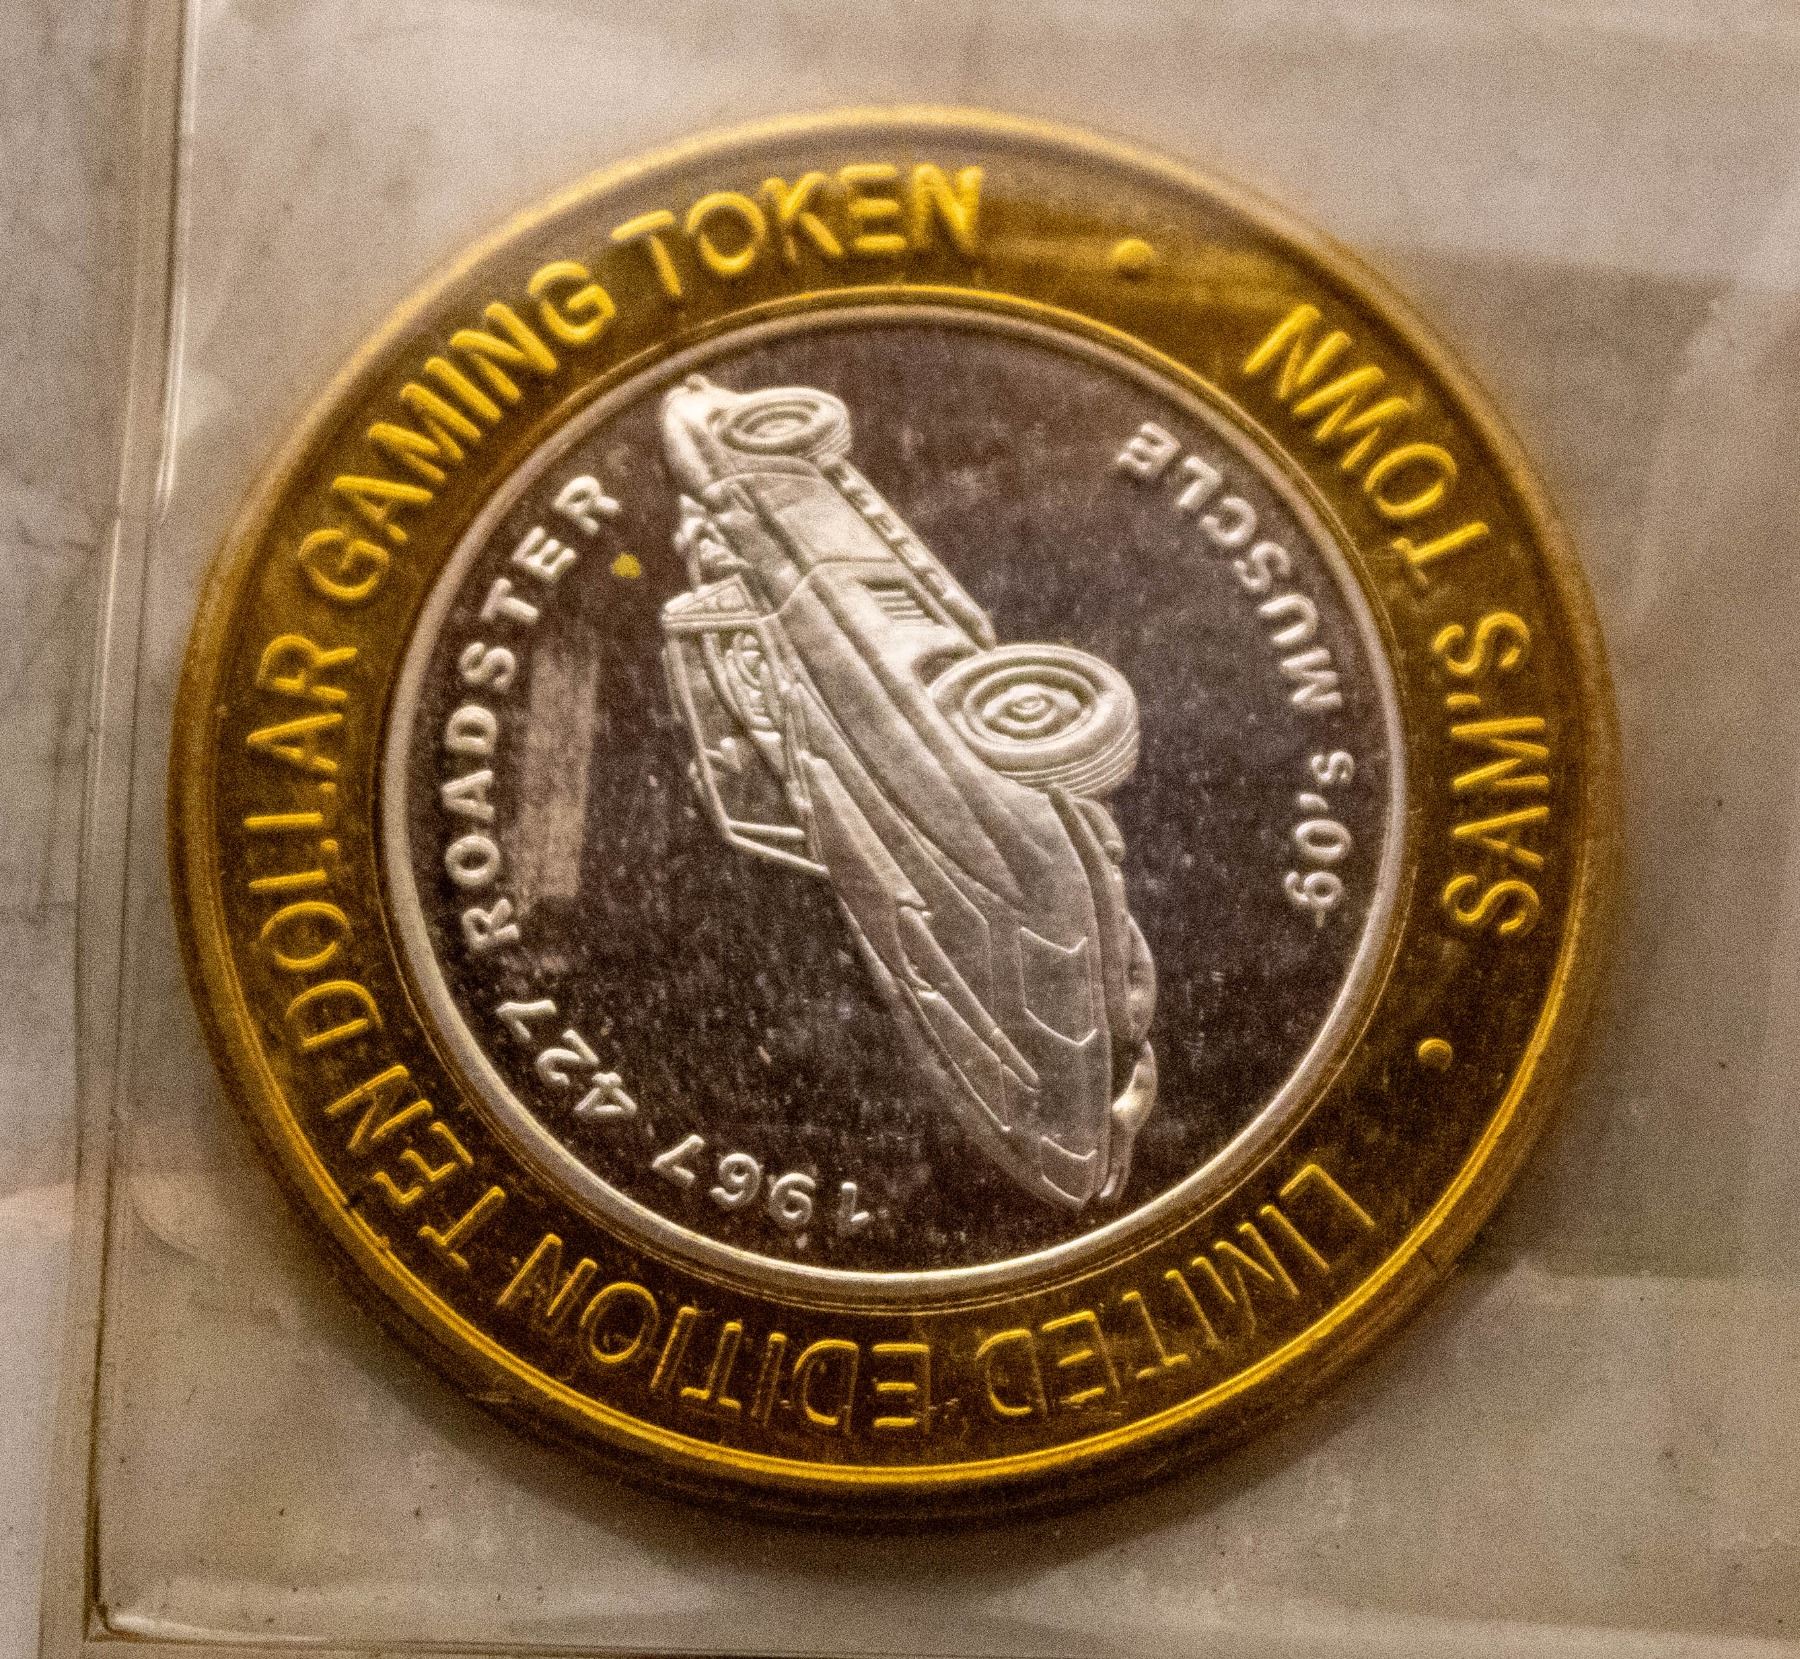 SAM'S TOWN
LIMITED EDITION TEN DOLLAR GAMING TOKEN
60'S MUSCLE
1967 427 ROADSTER